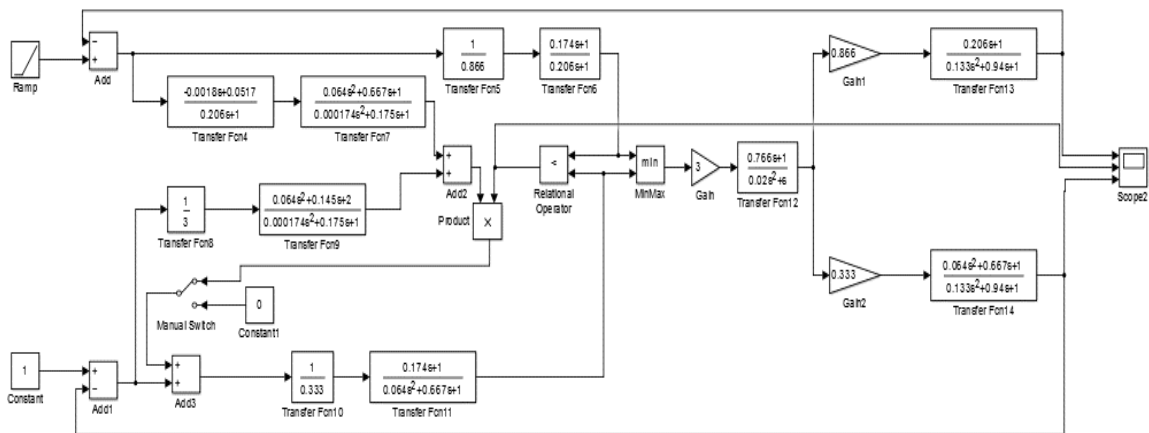 Ramp
−
+
Add
1
0.866
Transfer Fcn5
0.174s+1
0.206s+1
Transfer Fcn6
0.866
Gain1
0.206s+1
0.133s²+0.94s+1
Transfer Fcn13
-0.0018s+0.0517
0.206s+1
Transfer Fcn4
0.064s²+0.667s+1
0.000174s²+0.175s+1
Transfer Fcn7
+
+
Add2
Product
×
<
Relational
Operator
min
MinMax
3
Gain
0.766s+1
0.02s²+s
Transfer Fcn12
Scope2
1
3
Transfer Fcn8
0.064s²+0.145s+2
0.000174s²+0.175s+1
Transfer Fcn9
0.333
Gain2
0.064s²+0.667s+1
0.133s²+0.94s+1
Transfer Fcn14
Manual Switch
0
Constant1
1
Constant
+
−
Add1
+
+
Add3
1
0.333
Transfer Fcn10
0.174s+1
0.064s²+0.667s+1
Transfer Fcn11